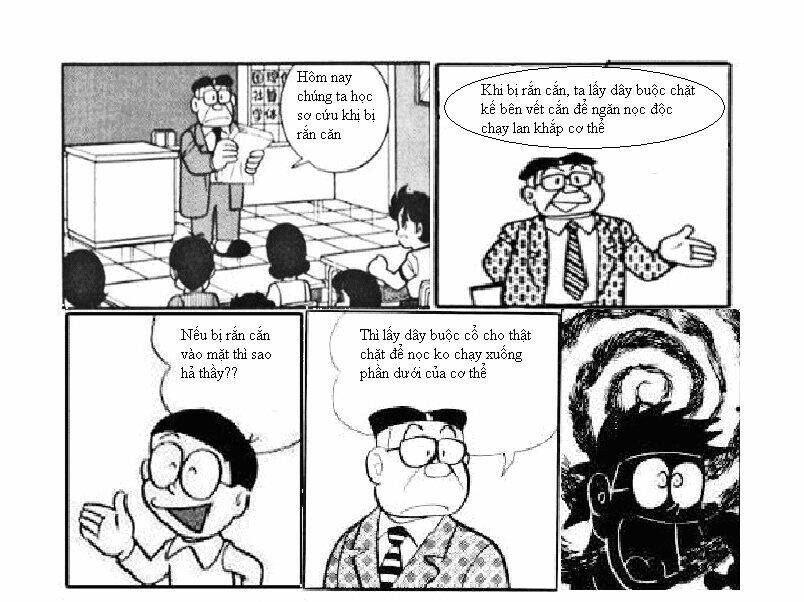 Hôm nay
chúng ta học
sơ cứu khi bị
rắn căn
Khi bị rắn cắn, ta lấy dây buộc chặt
kế bên vết cắn để ngăn nọc độc
chạy lan khắp cơ thể
Nếu bị rắn cắn
vào mặt thì sao
hả thầy??
Thì lấy dây buộc cổ cho thât
chặt để nọc ko chạy xuống
phần dưới của cơ thể